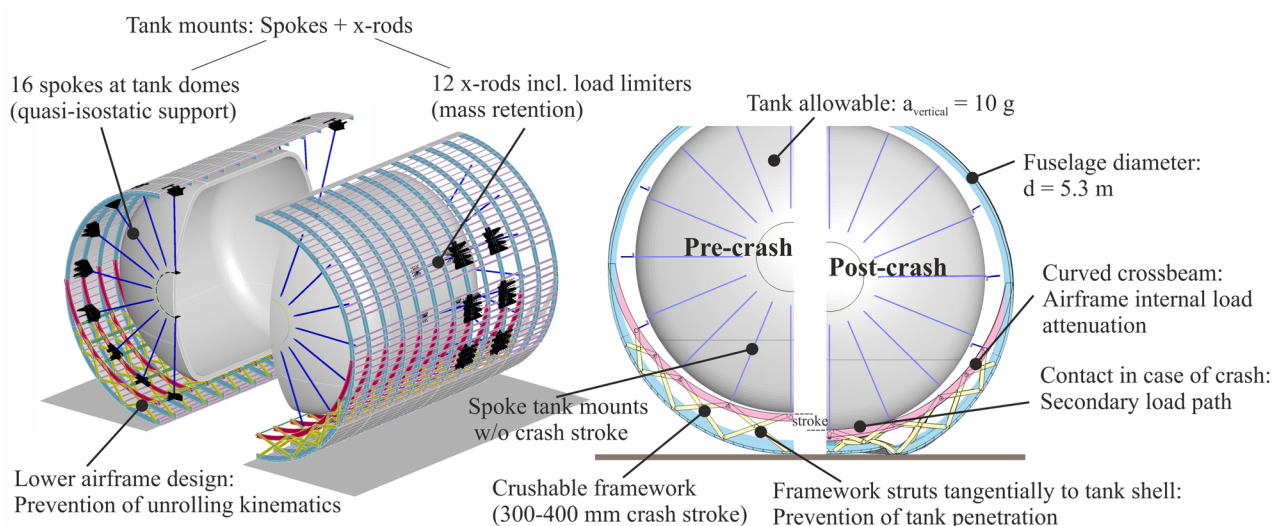 Tank mounts: Spokes + x-rods
16 spokes at tank domes
(quasi-isostatic support)
12 x-rods incl. load limiters
(mass retention)
Lower airframe design:
Prevention of unrolling kinematics
Tank allowable: a_vertical = 10 g
Fuselage diameter:
d = 5.3 m
Pre-crash
Post-crash
Curved crossbeam:
Airframe internal load
attenuation
Contact in case of crash:
Secondary load path
Spoke tank mounts
w/o crash stroke
stroke
Crushable framework
(300-400 mm crash stroke)
Framework struts tangentially to tank shell:
Prevention of tank penetration